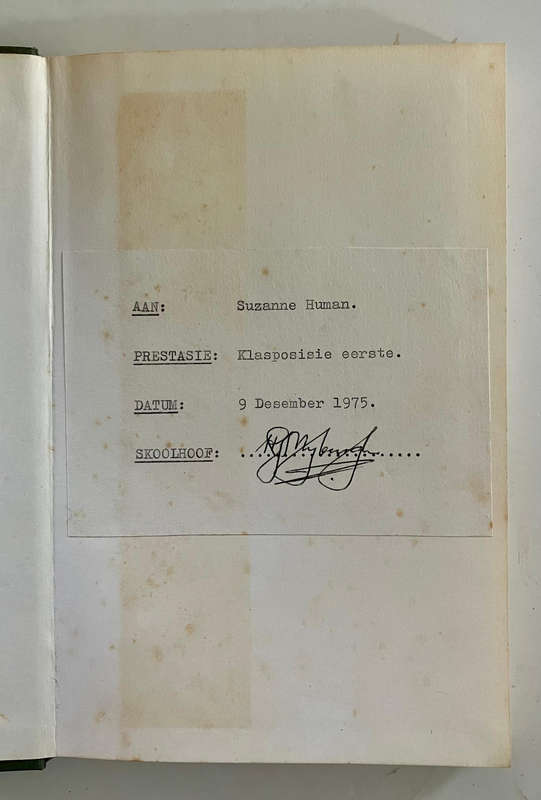 AAN: Suzanne Human.
PRESTASIE: Klasposisie eerste.
DATUM: 9 Desember 1975.
SKOOLHOOF: ....................